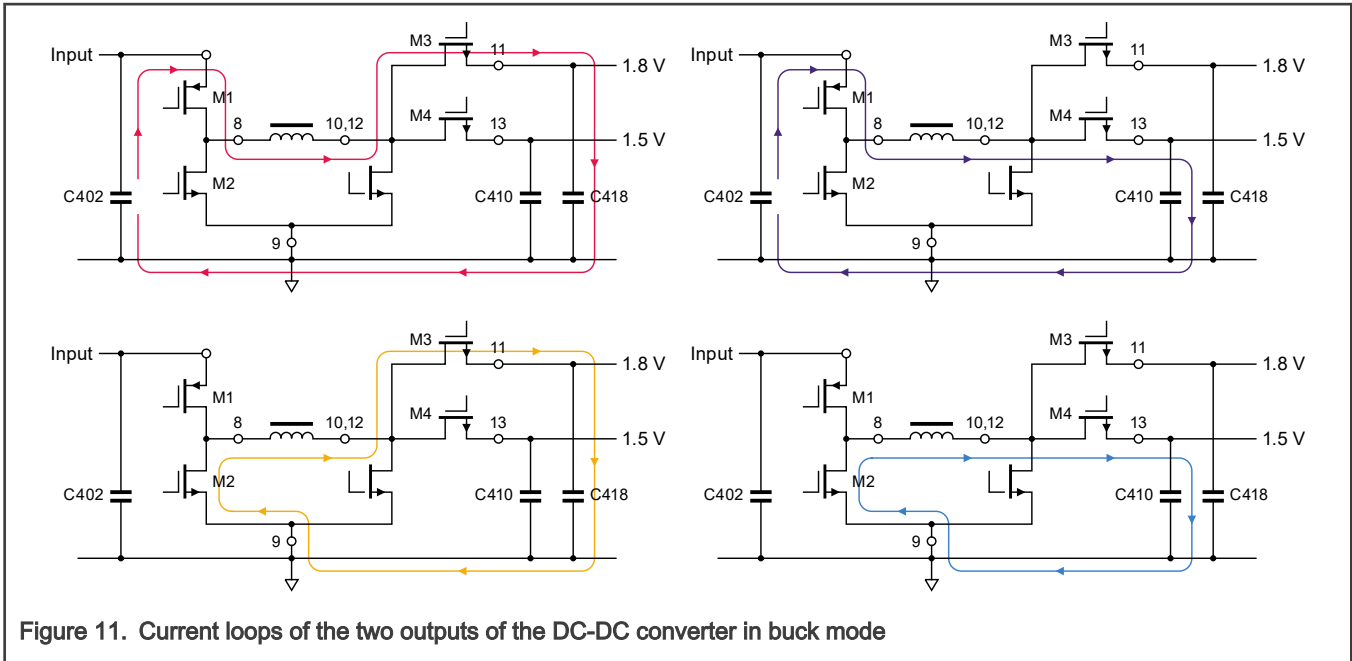 Input
M3
11
1.8 V
M1
M4
8
10,12
13
1.5 V
M2
C402
C410
C418
9
Input
M3
11
1.8 V
M1
M4
8
10,12
13
1.5 V
M2
C402
C410
C418
9
Input
M3
11
1.8 V
M1
M4
8
10,12
13
1.5 V
M2
C402
C410
C418
9
Input
M3
11
1.8 V
M1
M4
8
10,12
13
1.5 V
M2
C402
C410
C418
9
Figure 11. Current loops of the two outputs of the DC-DC converter in buck mode